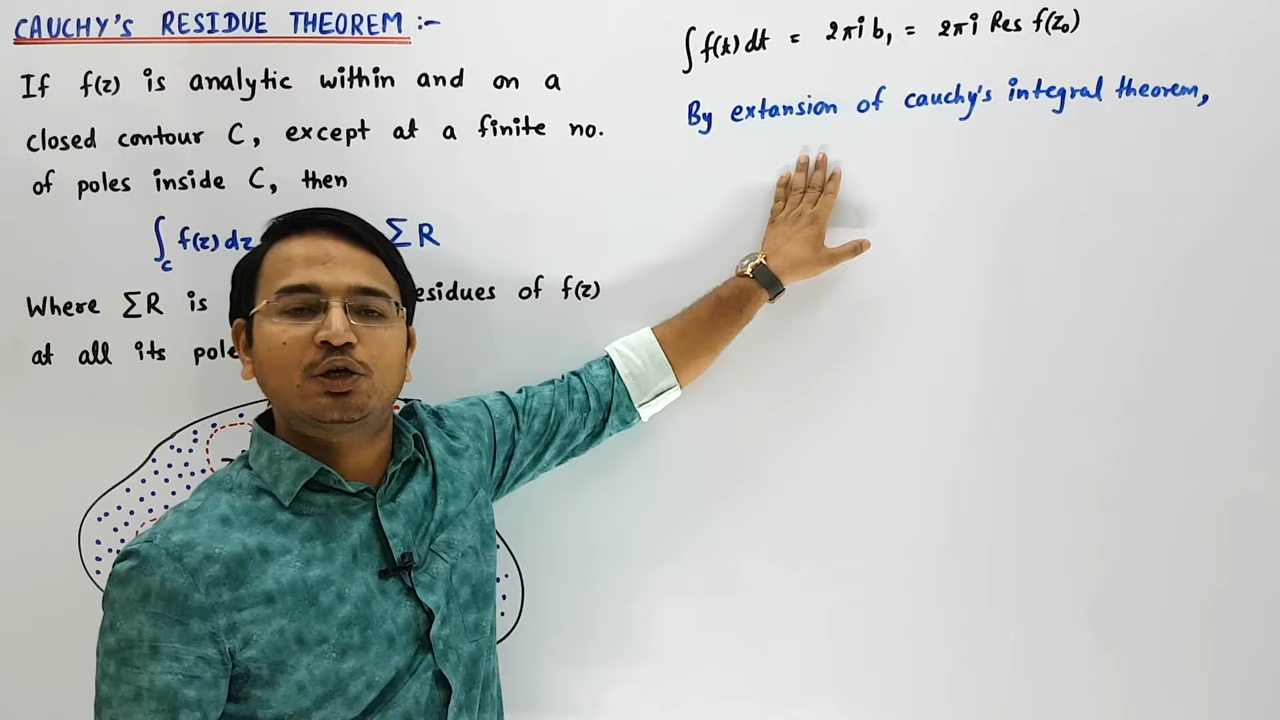 CAUCHY's RESIDUE THEOREM :-
If f(z) is analytic within and on a
closed contour C, except at a finite no.
of poles inside C, then
∫c f(z) dz ΣR
Where ΣR is esidues of f(z)
at all its pole
∫ f(t) dt = 2πi b₁ = 2πi Res f(z₀)
By extansion of cauchy's integral theorem,